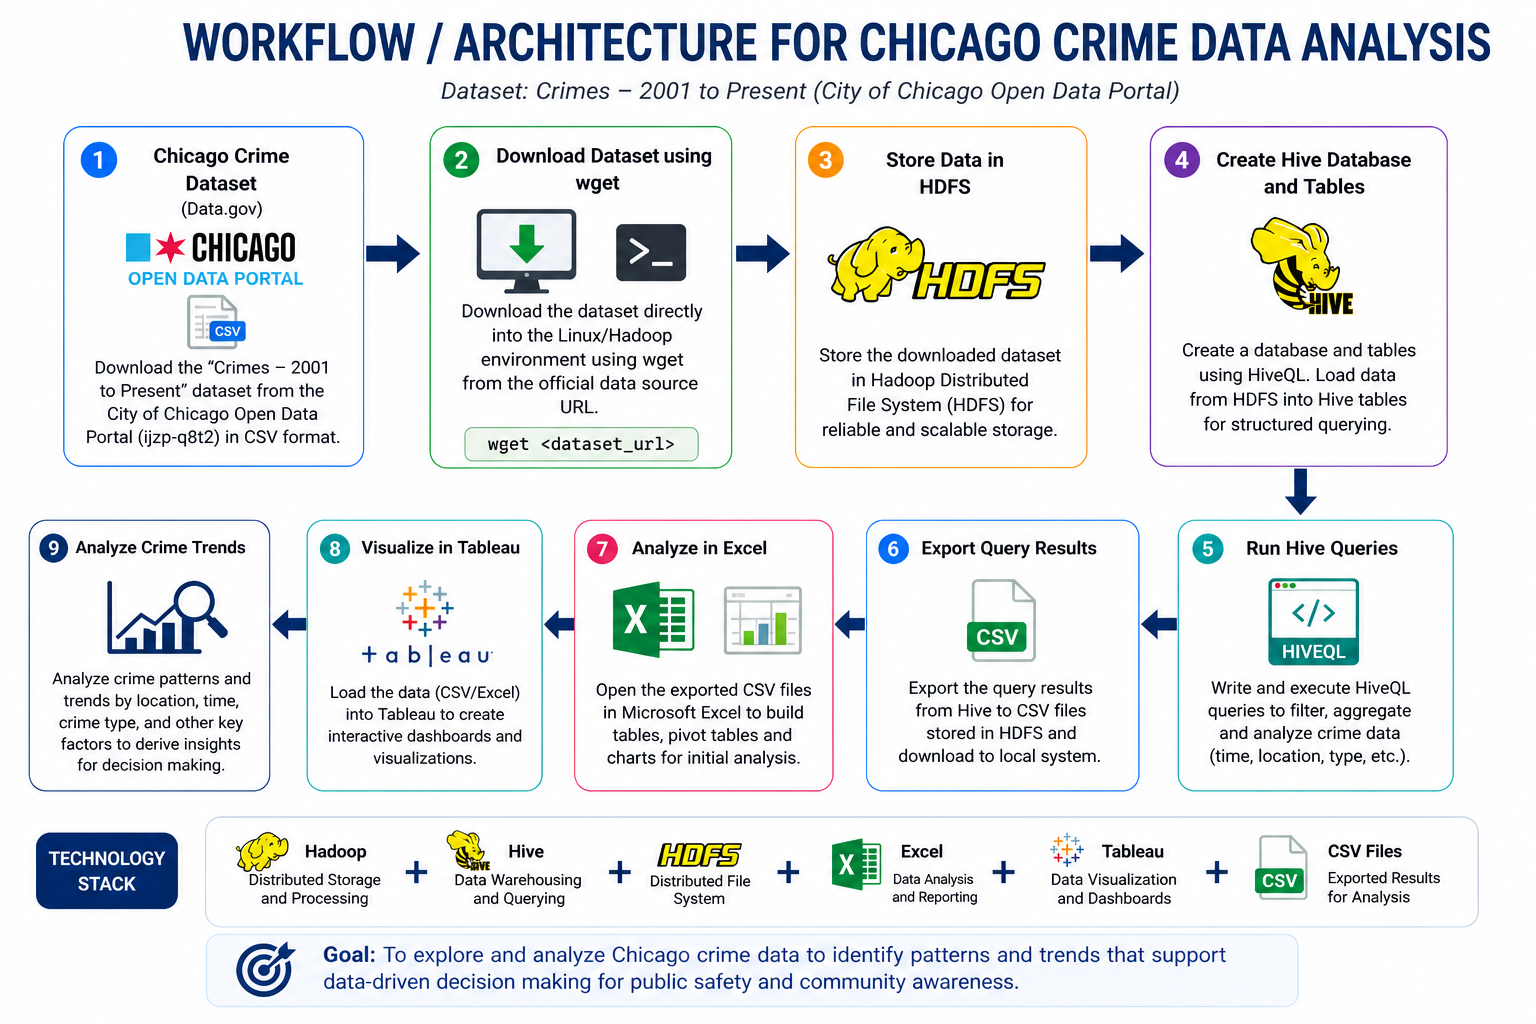 WORKFLOW / ARCHITECTURE FOR CHICAGO CRIME DATA ANALYSIS
Dataset: Crimes – 2001 to Present (City of Chicago Open Data Portal)
1
Chicago Crime
Dataset
(Data.gov)
CHICAGO
OPEN DATA PORTAL
CSV
Download the “Crimes – 2001
to Present” dataset from the
City of Chicago Open Data
Portal (ijzp-q8t2) in CSV format.
2
Download Dataset using
wget
>_
Download the dataset directly
into the Linux/Hadoop
environment using wget
from the official data source
URL.
wget <dataset_url>
3
Store Data in
HDFS
HDFS
Store the downloaded dataset
in Hadoop Distributed
File System (HDFS) for
reliable and scalable storage.
4
Create Hive Database
and Tables
HIVE
Create a database and tables
using HiveQL. Load data
from HDFS into Hive tables
for structured querying.
5
Run Hive Queries
</>
HIVEQL
Write and execute HiveQL
queries to filter, aggregate
and analyze crime data
(time, location, type, etc.).
6
Export Query Results
CSV
Export the query results
from Hive to CSV files
stored in HDFS and
download to local system.
7
Analyze in Excel
X
Open the exported CSV files
in Microsoft Excel to build
tables, pivot tables and
charts for initial analysis.
8
Visualize in Tableau
+ab|eau
Load the data (CSV/Excel)
into Tableau to create
interactive dashboards and
visualizations.
9
Analyze Crime Trends
Analyze crime patterns and
trends by location, time,
crime type, and other key
factors to derive insights
for decision making.
TECHNOLOGY
STACK
Hadoop
Distributed Storage
and Processing
+
HIVE
Hive
Data Warehousing
and Querying
+
HDFS
Distributed File
System
+
X
Excel
Data Analysis
and Reporting
+
Tableau
Data Visualization
and Dashboards
+
CSV
CSV Files
Exported Results
for Analysis
Goal: To explore and analyze Chicago crime data to identify patterns and trends that support
data-driven decision making for public safety and community awareness.